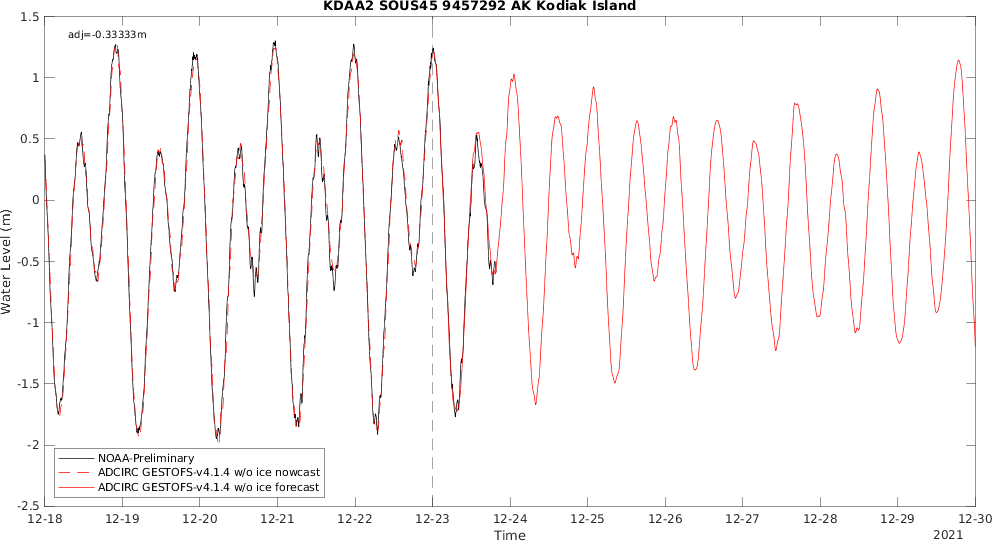 KDAA2 SOUS45 9457292 AK Kodiak Island
adj=-0.33333m
1.5
1
0.5
0
-0.5
-1
-1.5
-2
-2.5
Water Level (m)
NOAA-Preliminary
ADCIRC GESTOFS-v4.1.4 w/o ice nowcast
ADCIRC GESTOFS-v4.1.4 w/o ice forecast
12-18 12-19 12-20 12-21 12-22 12-23 12-24 12-25 12-26 12-27 12-28 12-29 12-30
Time
2021